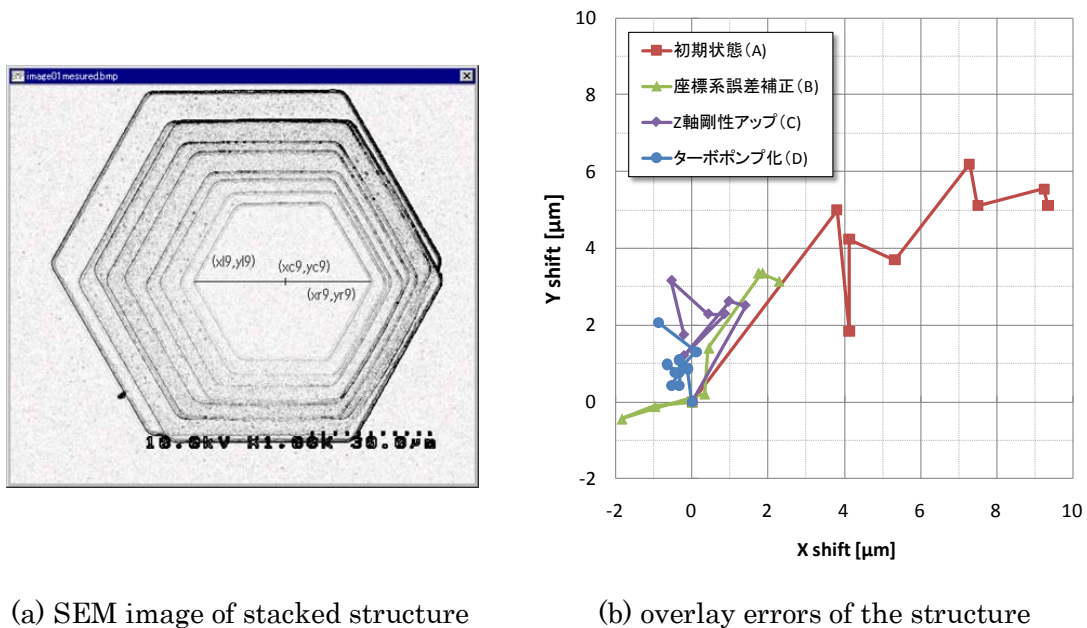 image01 mesured.bmp
(xl9,yl9)
(xc9,yc9)
(xr9,yr9)
10.0kV X1.00K 30.0µm
(a) SEM image of stacked structure
初期状態(A)
座標系誤差補正(B)
Z軸剛性アップ(C)
ターボポンプ化(D)
Y shift [µm]
10
8
6
4
2
0
-2
-2 0 2 4 6 8 10
X shift [µm]
(b) overlay errors of the structure